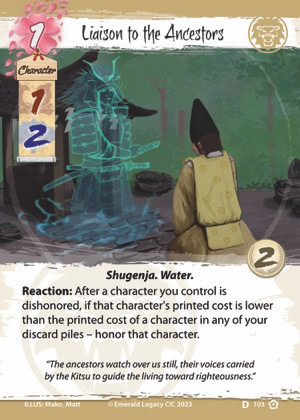 1
Liaison to the Ancestors
Character
1
2
2
Shugenja. Water.
Reaction: After a character you control is
dishonored, if that character's printed cost is lower
than the printed cost of a character in any of your
discard piles – honor that character.
"The ancestors watch over us still, their voices carried
by the Kitsu to guide the living toward righteousness."
ILLUS: Mako_Matt © Emerald Legacy CIC 2023 D 103